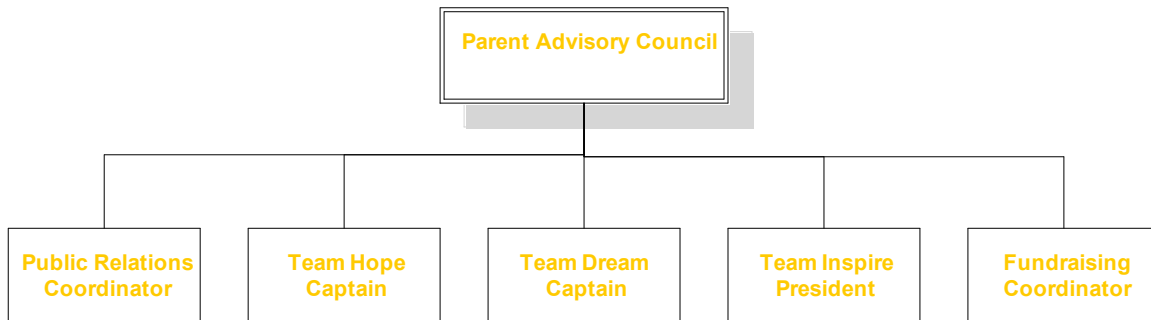 Parent Advisory Council
Public Relations
Coordinator
Team Hope
Captain
Team Dream
Captain
Team Inspire
President
Fundraising
Coordinator